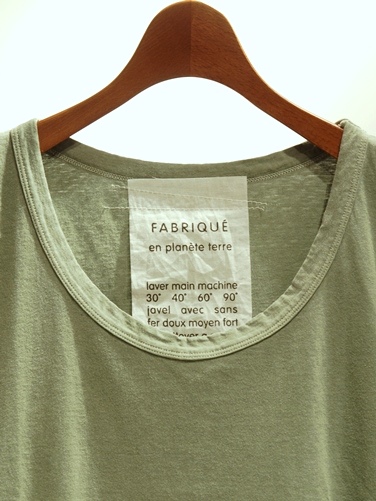 FABRIQUÉ
en planète terre
laver main machine
30° 40° 60° 90°
javel avec sans
fer doux moyen fort